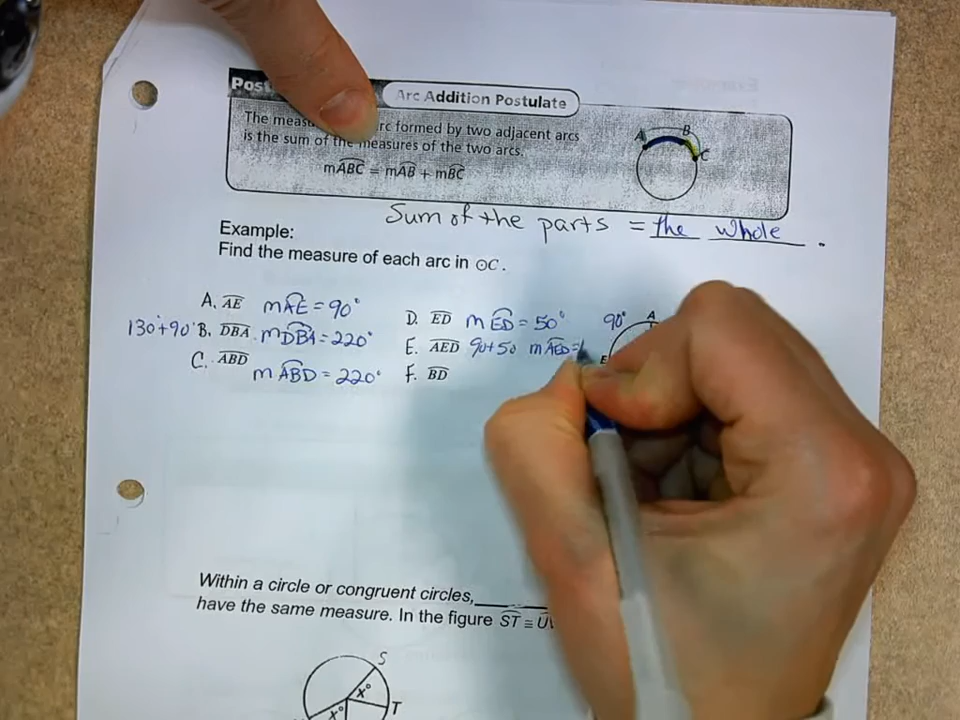 Post
Arc Addition Postulate
The meas rc formed by two adjacent arcs
is the sum of the measures of the two arcs.
mABC = mAB + mBC
A
B
C
Sum of the parts = the whole .
Example:
Find the measure of each arc in ⊙C.
A. AE mAE = 90°
130°+90° B. DBA mDBA = 220°
C. ABD
mABD = 220°
D. ED mED = 50°
E. AED 90+50 mAED=
F. BD
90° A
E
Within a circle or congruent circles,
have the same measure. In the figure ST ≅ UV
S
x°
T
x°